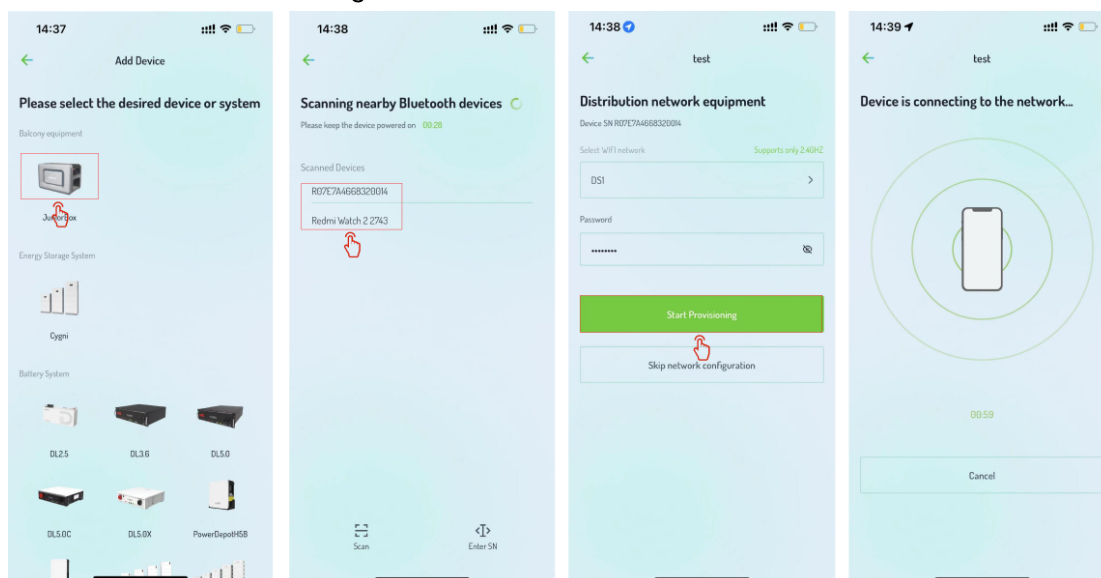 14:37
Add Device
Please select the desired device or system
Balcony equipment
Energy Storage System
Cygni
Battery System
DL2.5
DL3.6
DL5.0
DL5.0C
DL5.0X
PowerDepotH5B
14:38
Scanning nearby Bluetooth devices
Please keep the device powered on 00:28
Scanned Devices
R07E7A4668320014
Redmi Watch 2 2743
Scan
Enter SN
14:38
test
Distribution network equipment
Device SN R07E7A4668320014
Select WIFI network
Supports only 2.4GHZ
DS1
Password
••••••••
Start Provisioning
Skip network configuration
14:39
test
Device is connecting to the network...
00:59
Cancel